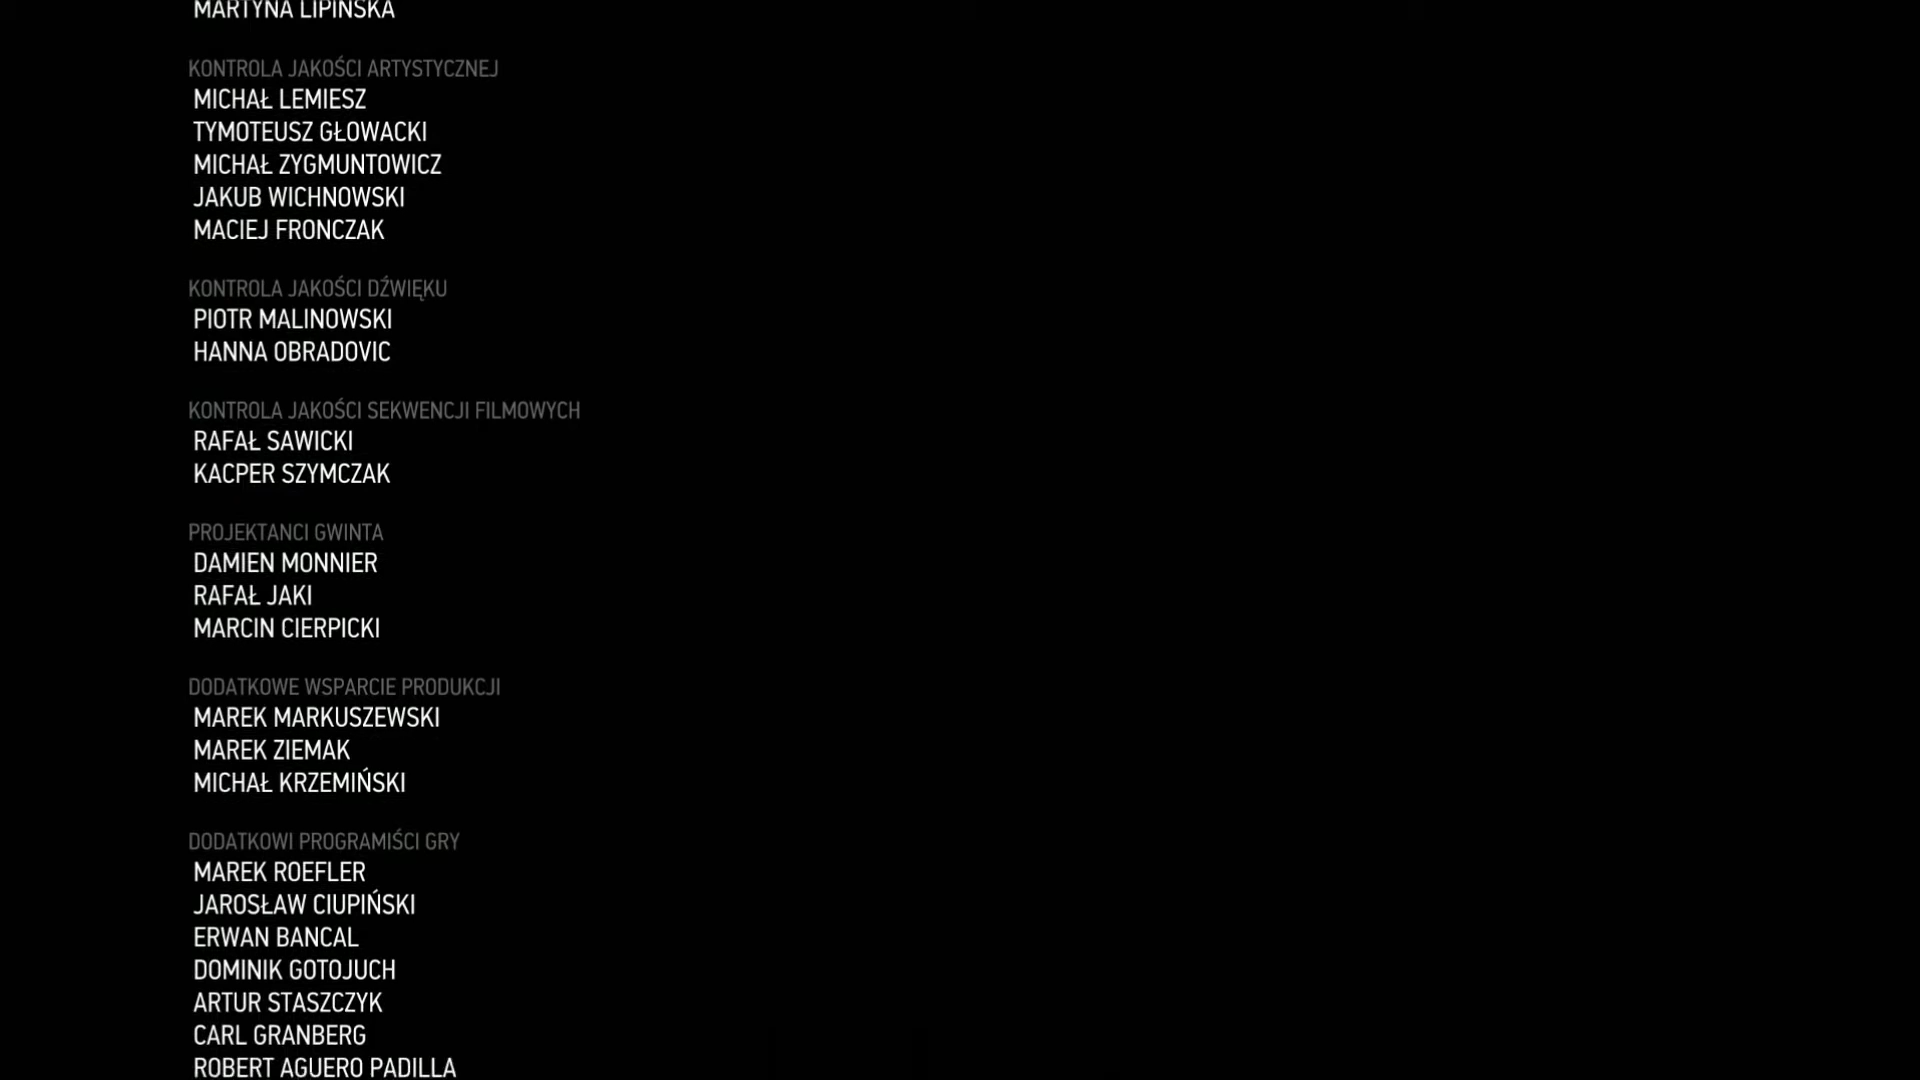 MARTYNA LIPIŃSKA
KONTROLA JAKOŚCI ARTYSTYCZNEJ
MICHAŁ LEMIESZ
TYMOTEUSZ GŁOWACKI
MICHAŁ ZYGMUNTOWICZ
JAKUB WICHNOWSKI
MACIEJ FRONCZAK
KONTROLA JAKOŚCI DŹWIĘKU
PIOTR MALINOWSKI
HANNA OBRADOVIC
KONTROLA JAKOŚCI SEKWENCJI FILMOWYCH
RAFAŁ SAWICKI
KACPER SZYMCZAK
PROJEKTANCI GWINTA
DAMIEN MONNIER
RAFAŁ JAKI
MARCIN CIERPICKI
DODATKOWE WSPARCIE PRODUKCJI
MAREK MARKUSZEWSKI
MAREK ZIEMAK
MICHAŁ KRZEMIŃSKI
DODATKOWI PROGRAMIŚCI GRY
MAREK ROEFLER
JAROSŁAW CIUPIŃSKI
ERWAN BANCAL
DOMINIK GOTOJUCH
ARTUR STASZCZYK
CARL GRANBERG
ROBERT AGUERO PADILLA